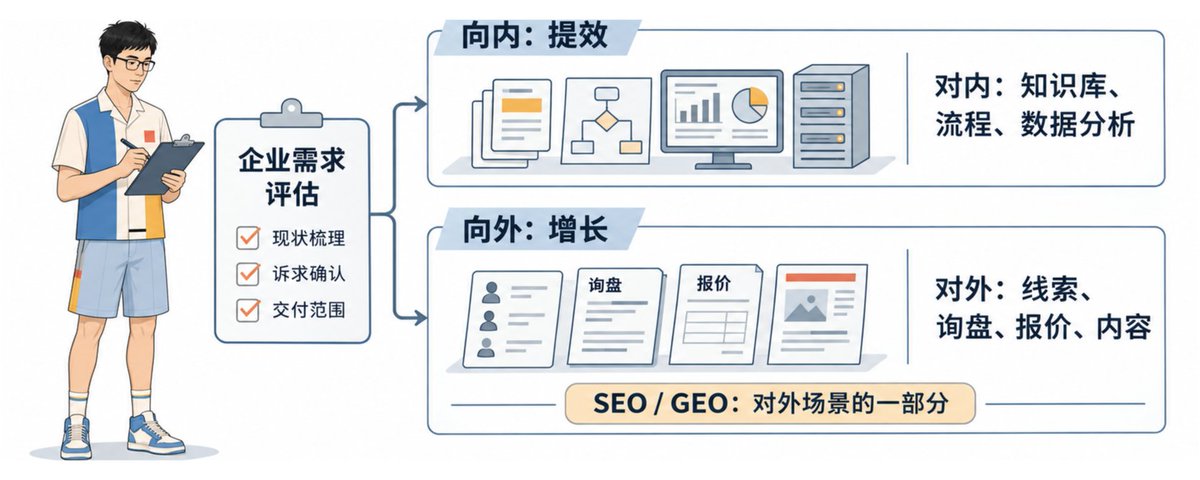 企业需求
评估
现状梳理
诉求确认
交付范围
向内：提效
对内：知识库、
流程、数据分析
向外：增长
询盘
报价
对外：线索、
询盘、报价、内容
SEO / GEO：对外场景的一部分